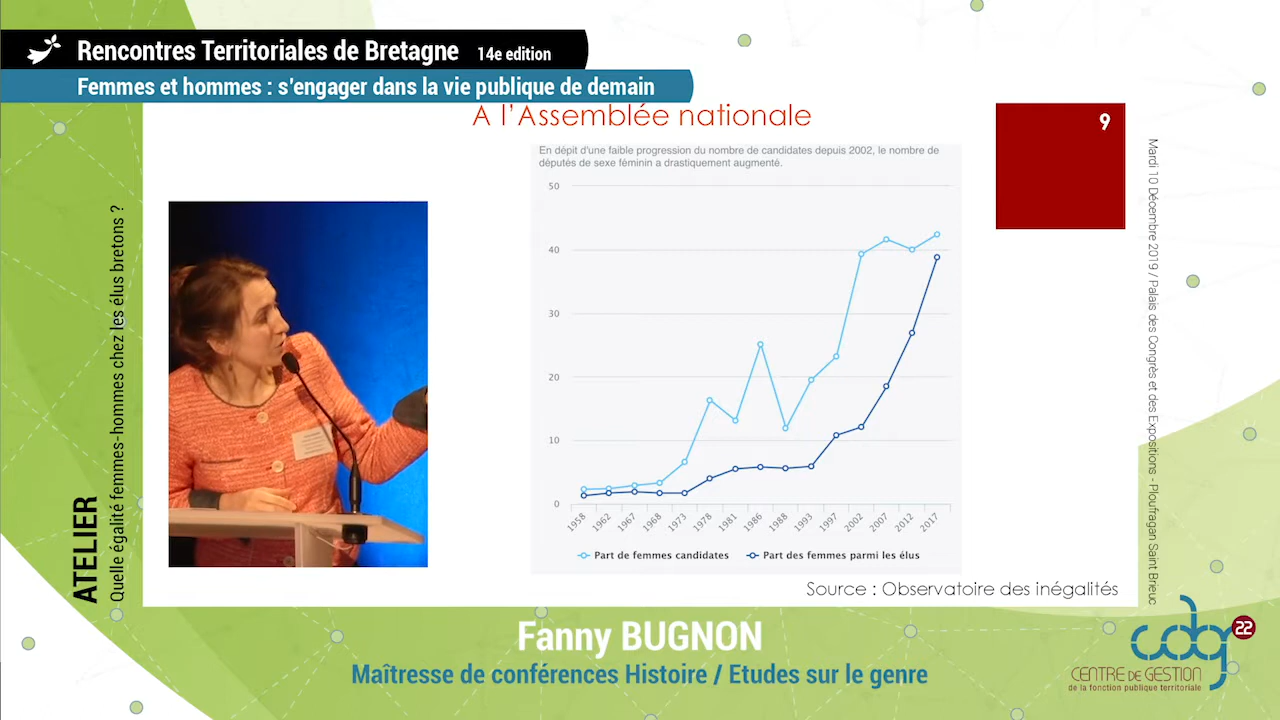 Rencontres Territoriales de Bretagne 14e edition
Femmes et hommes : s'engager dans la vie publique de demain
A l'Assemblée nationale
9
En dépit d'une faible progression du nombre de candidates depuis 2002, le nombre de
députés de sexe féminin a drastiquement augmenté.
50
40
30
20
10
0
1958 1962 1967 1968 1973 1978 1981 1986 1988 1993 1997 2002 2007 2012 2017
Part de femmes candidates Part des femmes parmi les élus
Source : Observatoire des inégalités
ATELIER
Quelle égalité femmes-hommes chez les élus bretons ?
Mardi 10 Décembre 2019 / Palais des Congrès et des Expositions - Ploufragan Saint Brieuc
Fanny BUGNON
Maîtresse de conférences Histoire / Etudes sur le genre
cdg 22
CENTRE DE GESTION
de la fonction publique territoriale